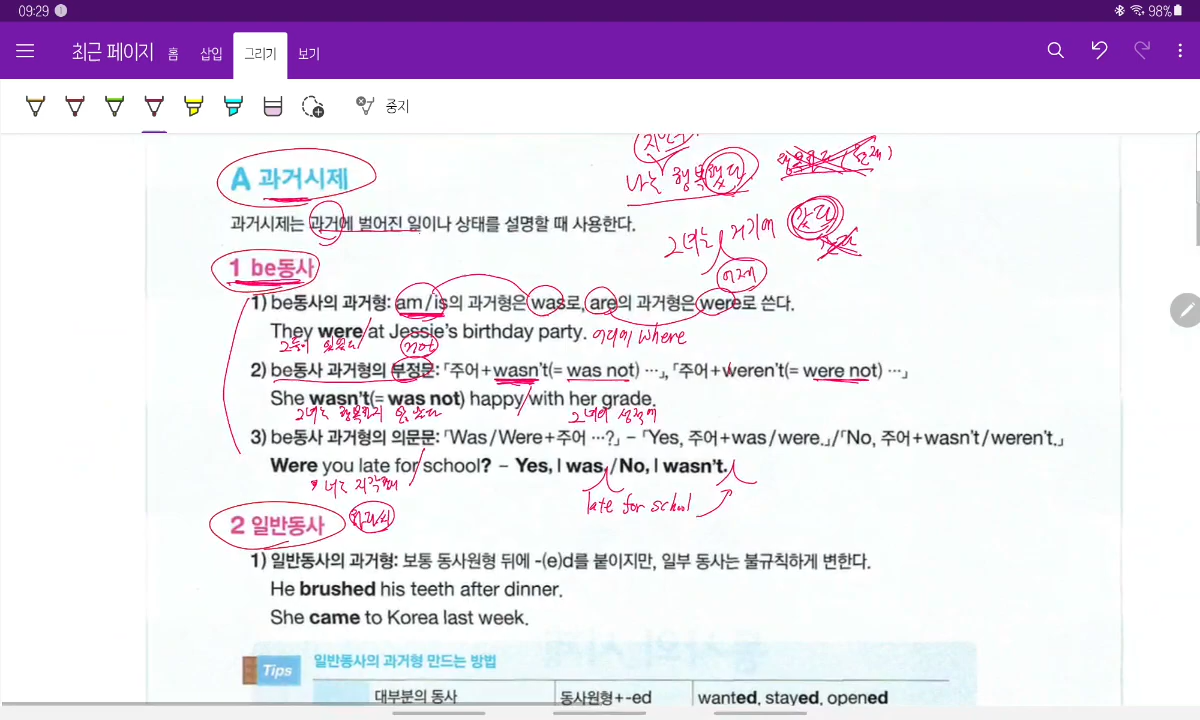 09:29 98%
최근 페이지 홈 삽입 그리기 보기
중지
A 과거시제
나는 행복했다
과거시제는 과거에 벌어진 일이나 상태를 설명할 때 사용한다.
그녀는 거기에 갔다
어제
1 be동사
1) be동사의 과거형: am/is의 과거형은 was로, are의 과거형은 were로 쓴다.
They were at Jessie's birthday party. 어디에 where
그들이 있었다
2) be동사 과거형의 부정문: 「주어+wasn't(= was not) …」, 「주어+weren't(= were not) …」
She wasn't(= was not) happy with her grade.
그녀는 행복하지 않았다 그녀의 성적에
3) be동사 과거형의 의문문: 「Was/Were+주어 …?」 – 「Yes, 주어+was/were.」/「No, 주어+wasn't/weren't.」
Were you late for school? – Yes, I was. / No, I wasn't.
late for school
2 일반동사
1) 일반동사의 과거형: 보통 동사원형 뒤에 -(e)d를 붙이지만, 일부 동사는 불규칙하게 변한다.
He brushed his teeth after dinner.
She came to Korea last week.
Tips 일반동사의 과거형 만드는 방법
대부분의 동사 동사원형+-ed wanted, stayed, opened